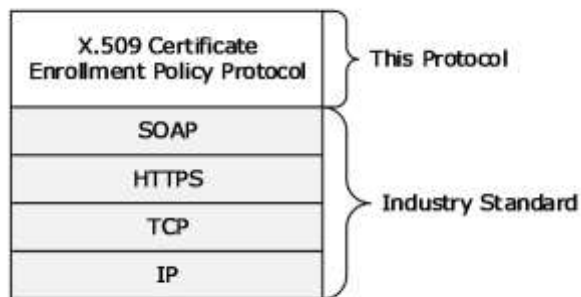 X.509 Certificate
Enrollment Policy Protocol
This Protocol
SOAP
HTTPS
TCP
IP
Industry Standard